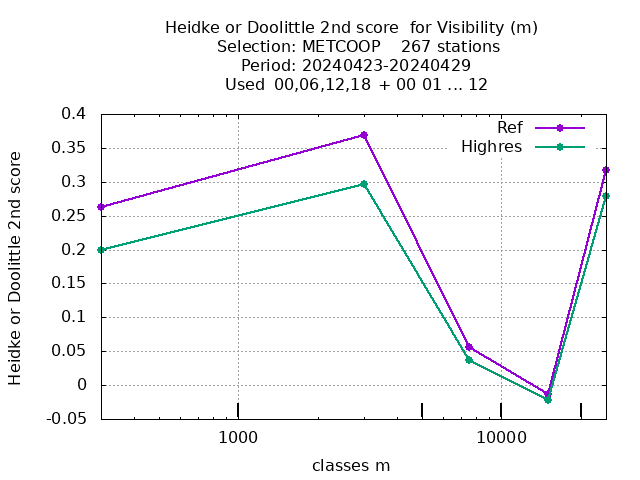 Heidke or Doolittle 2nd score  for Visibility (m)
Selection: METCOOP    267 stations
Period: 20240423-20240429
Used  00,06,12,18 + 00 01 ... 12
Ref
Highres
Heidke or Doolittle 2nd score
0.4
0.35
0.3
0.25
0.2
0.15
0.1
0.05
0
-0.05
1000
10000
classes m